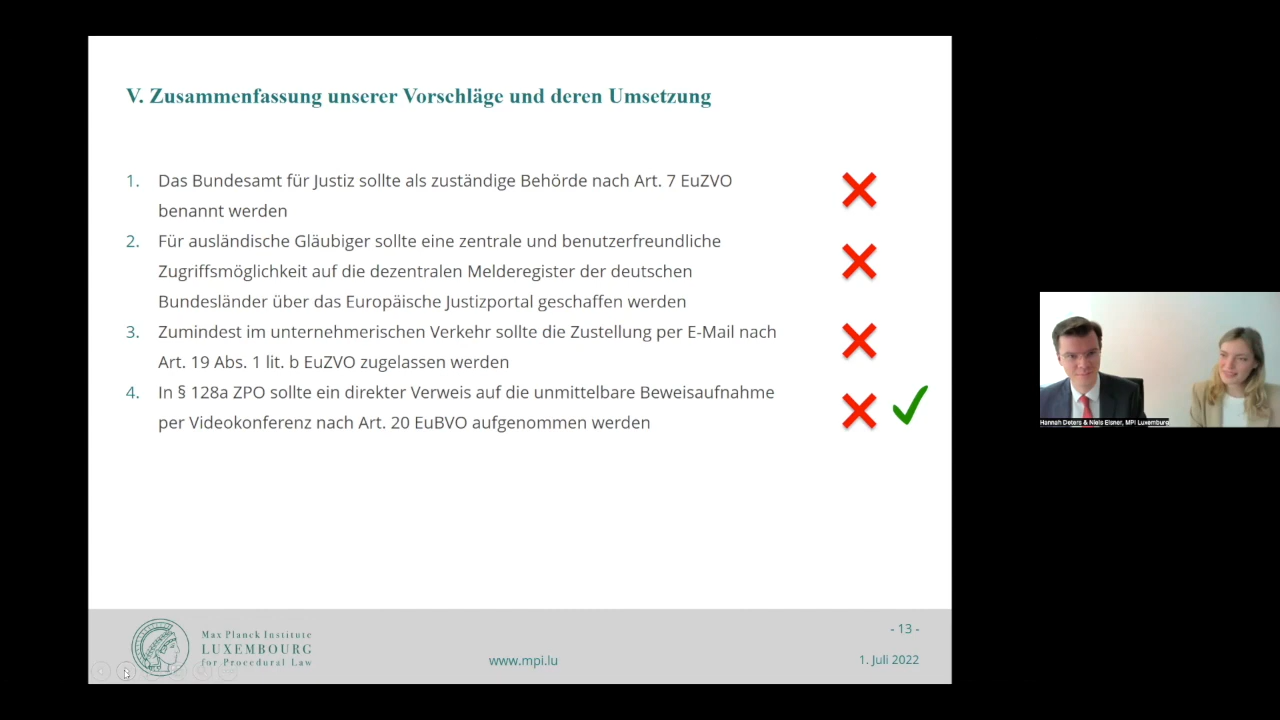 V. Zusammenfassung unserer Vorschläge und deren Umsetzung
1. Das Bundesamt für Justiz sollte als zuständige Behörde nach Art. 7 EuZVO
benannt werden
2. Für ausländische Gläubiger sollte eine zentrale und benutzerfreundliche
Zugriffsmöglichkeit auf die dezentralen Melderegister der deutschen
Bundesländer über das Europäische Justizportal geschaffen werden
3. Zumindest im unternehmerischen Verkehr sollte die Zustellung per E-Mail nach
Art. 19 Abs. 1 lit. b EuZVO zugelassen werden
4. In § 128a ZPO sollte ein direkter Verweis auf die unmittelbare Beweisaufnahme
per Videokonferenz nach Art. 20 EuBVO aufgenommen werden
Hannah Deters & Niels Elsner, MPI Luxemburg
Max Planck Institute
LUXEMBOURG
for Procedural Law
www.mpi.lu
- 13 -
1. Juli 2022